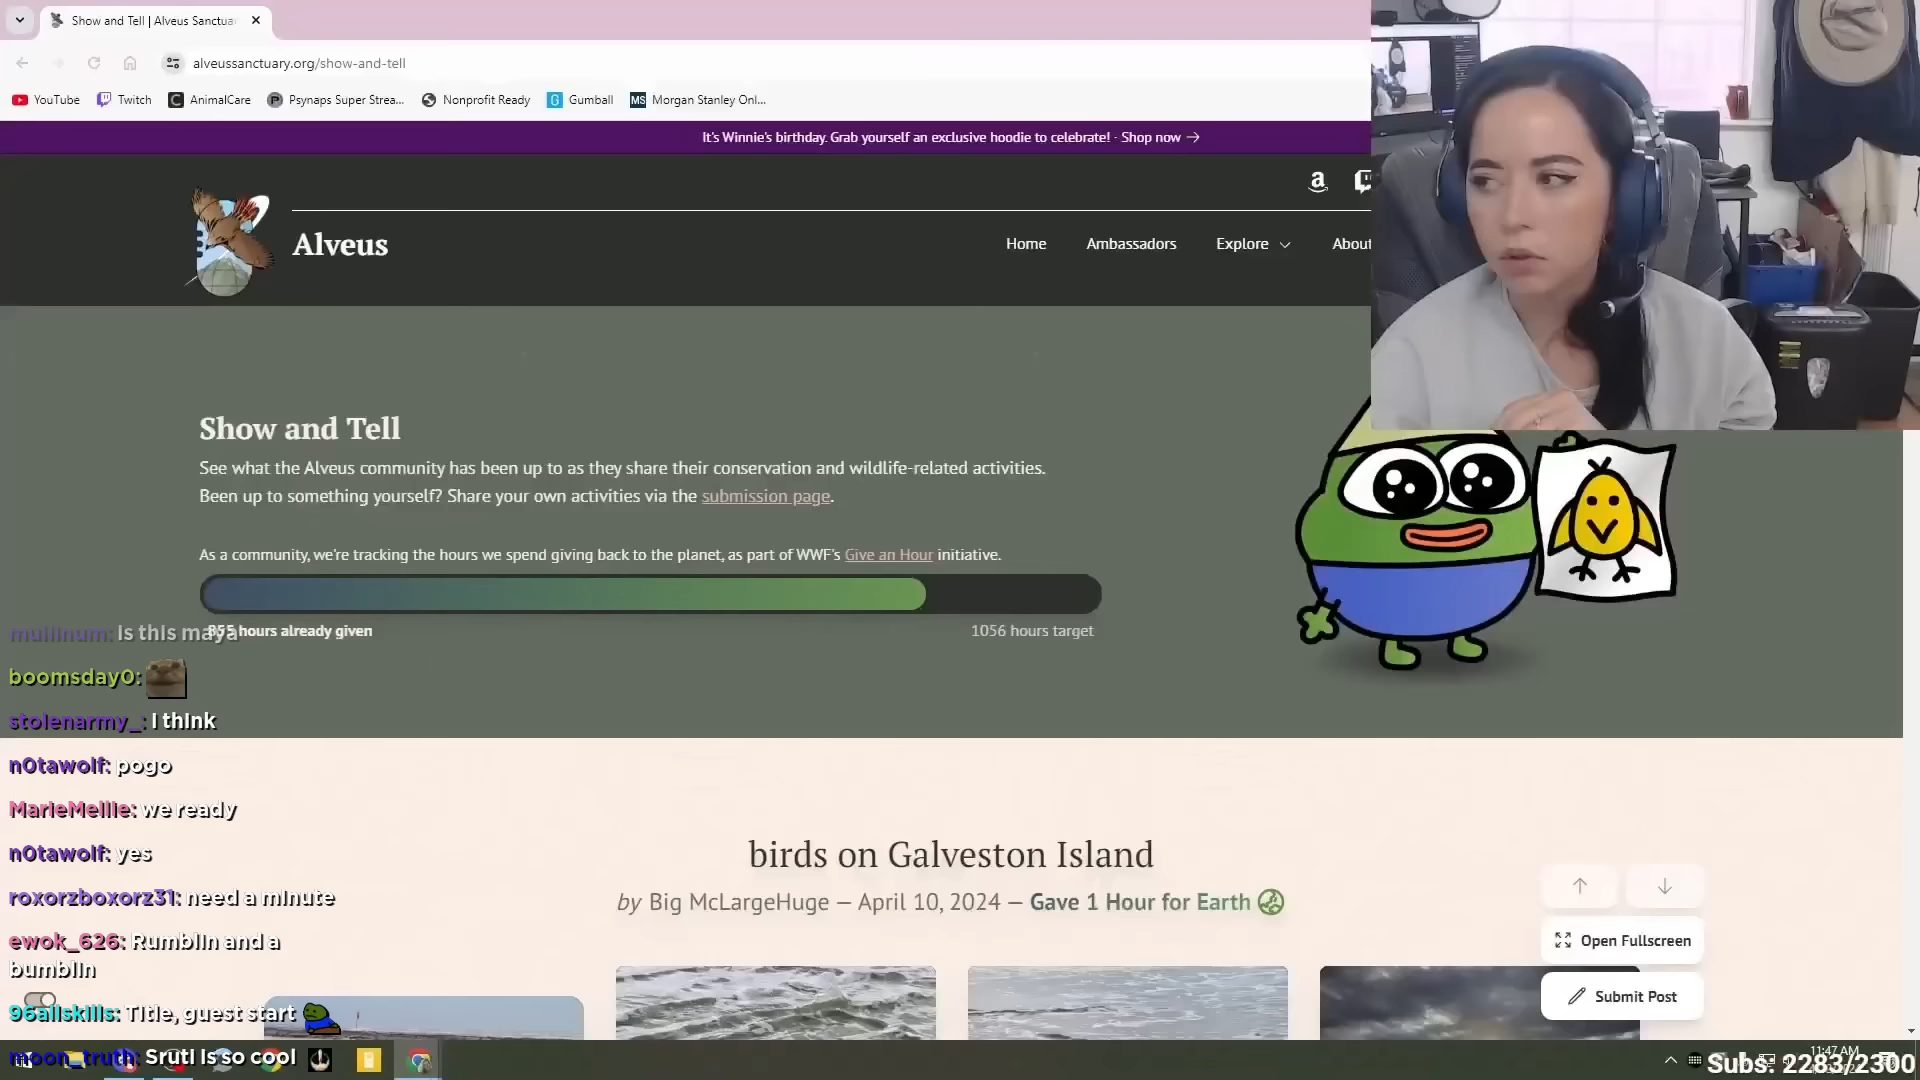 Show and Tell | Alveus Sanctua
alveussanctuary.org/show-and-tell
YouTube Twitch AnimalCare Psynaps Super Strea... Nonprofit Ready Gumball MS Morgan Stanley Onl...
It's Winnie's birthday. Grab yourself an exclusive hoodie to celebrate! · Shop now →
Alveus
Home Ambassadors Explore About
Show and Tell
See what the Alveus community has been up to as they share their conservation and wildlife-related activities.
Been up to something yourself? Share your own activities via the submission page.
As a community, we're tracking the hours we spend giving back to the planet, as part of WWF's Give an Hour initiative.
855 hours already given 1056 hours target
mullinum: is this maya
boomsday0:
stolenarmy_: I think
n0tawolf: pogo
MarieMellie: we ready
n0tawolf: yes
roxorzboxorz31: need a minute
ewok_626: Rumblin and a
bumblin
96allskills: Title, guest start
moon_truth: Sruti is so cool
birds on Galveston Island
by Big McLargeHuge — April 10, 2024 — Gave 1 Hour for Earth
Open Fullscreen
Submit Post
11:47 AM
Subs: 2283/2300